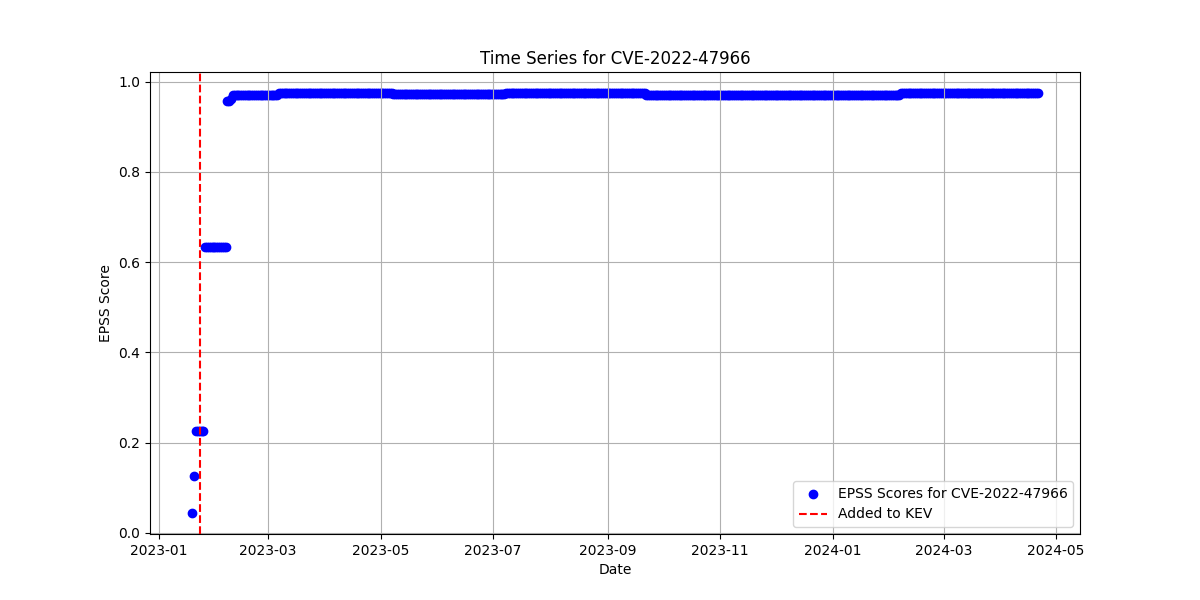 Time Series for CVE-2022-47966
1.0
0.8
0.6
0.4
0.2
0.0
EPSS Score
2023-01 2023-03 2023-05 2023-07 2023-09 2023-11 2024-01 2024-03 2024-05
Date
EPSS Scores for CVE-2022-47966
Added to KEV